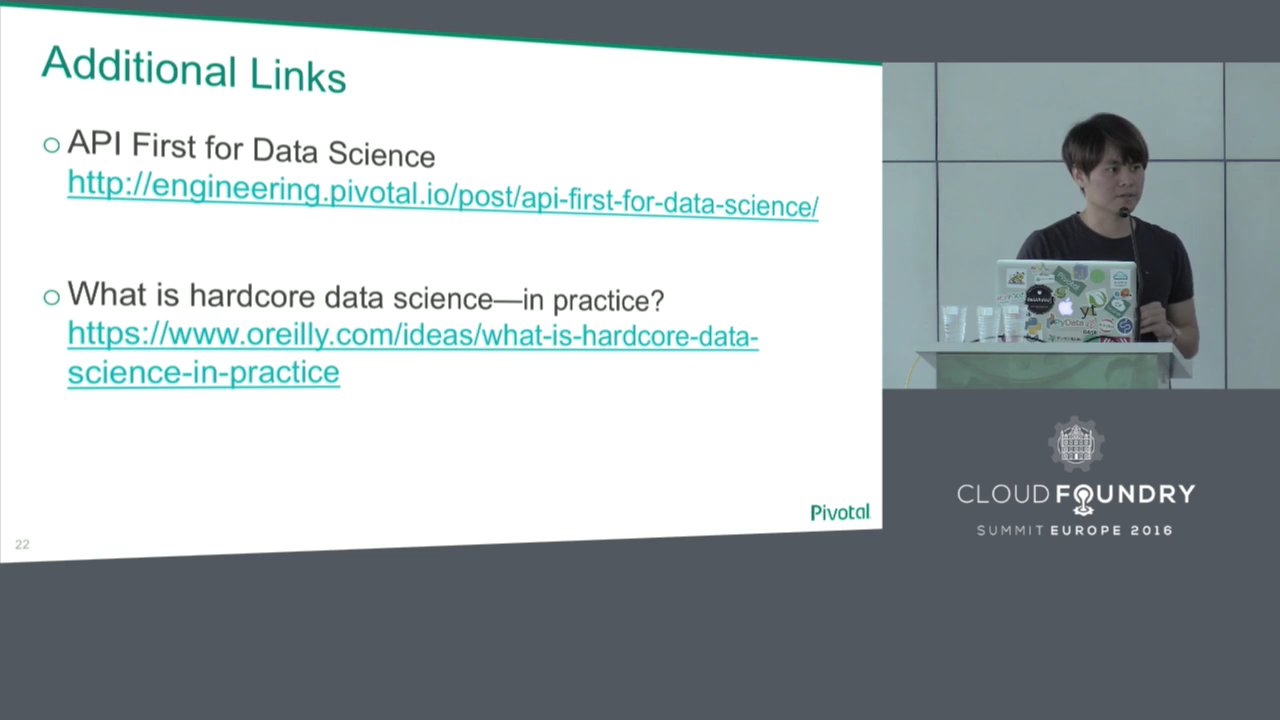 Additional Links
API First for Data Science
http://engineering.pivotal.io/post/api-first-for-data-science/
What is hardcore data science—in practice?
https://www.oreilly.com/ideas/what-is-hardcore-data-
science-in-practice
Pivotal
22
PyData
CLOUD FOUNDRY
SUMMIT EUROPE 2016